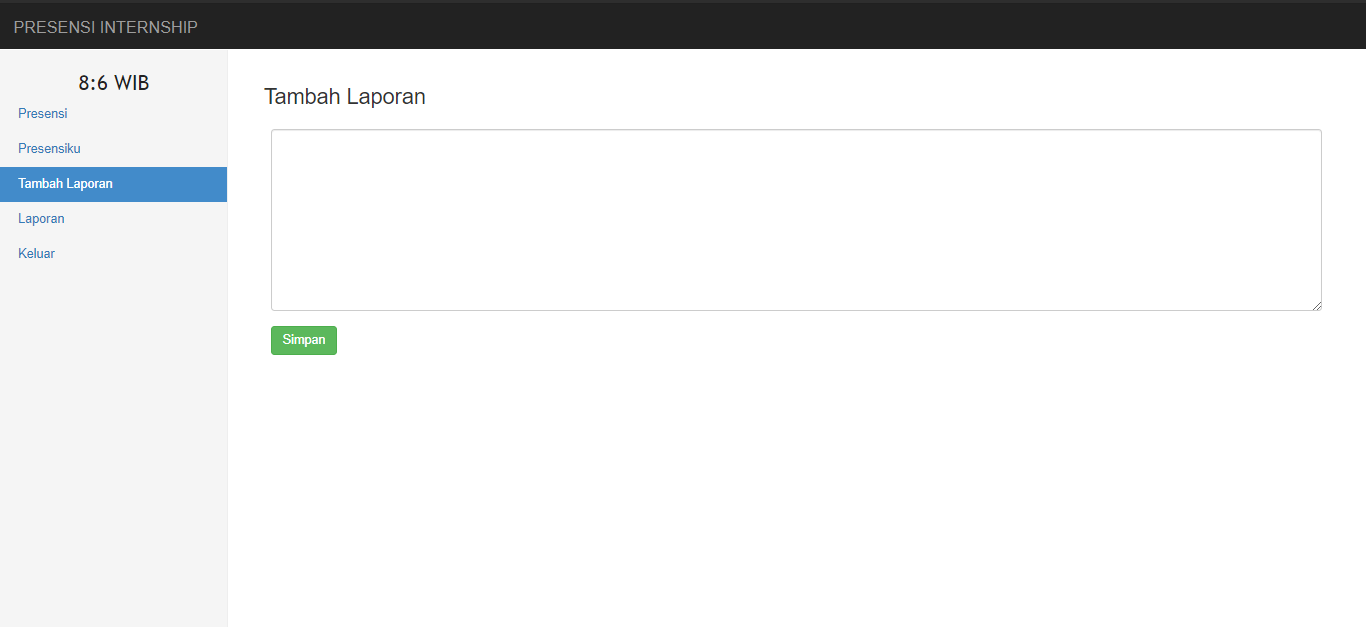 PRESENSI INTERNSHIP
8:6 WIB
Presensi
Presensiku
Tambah Laporan
Laporan
Keluar
Tambah Laporan
Simpan